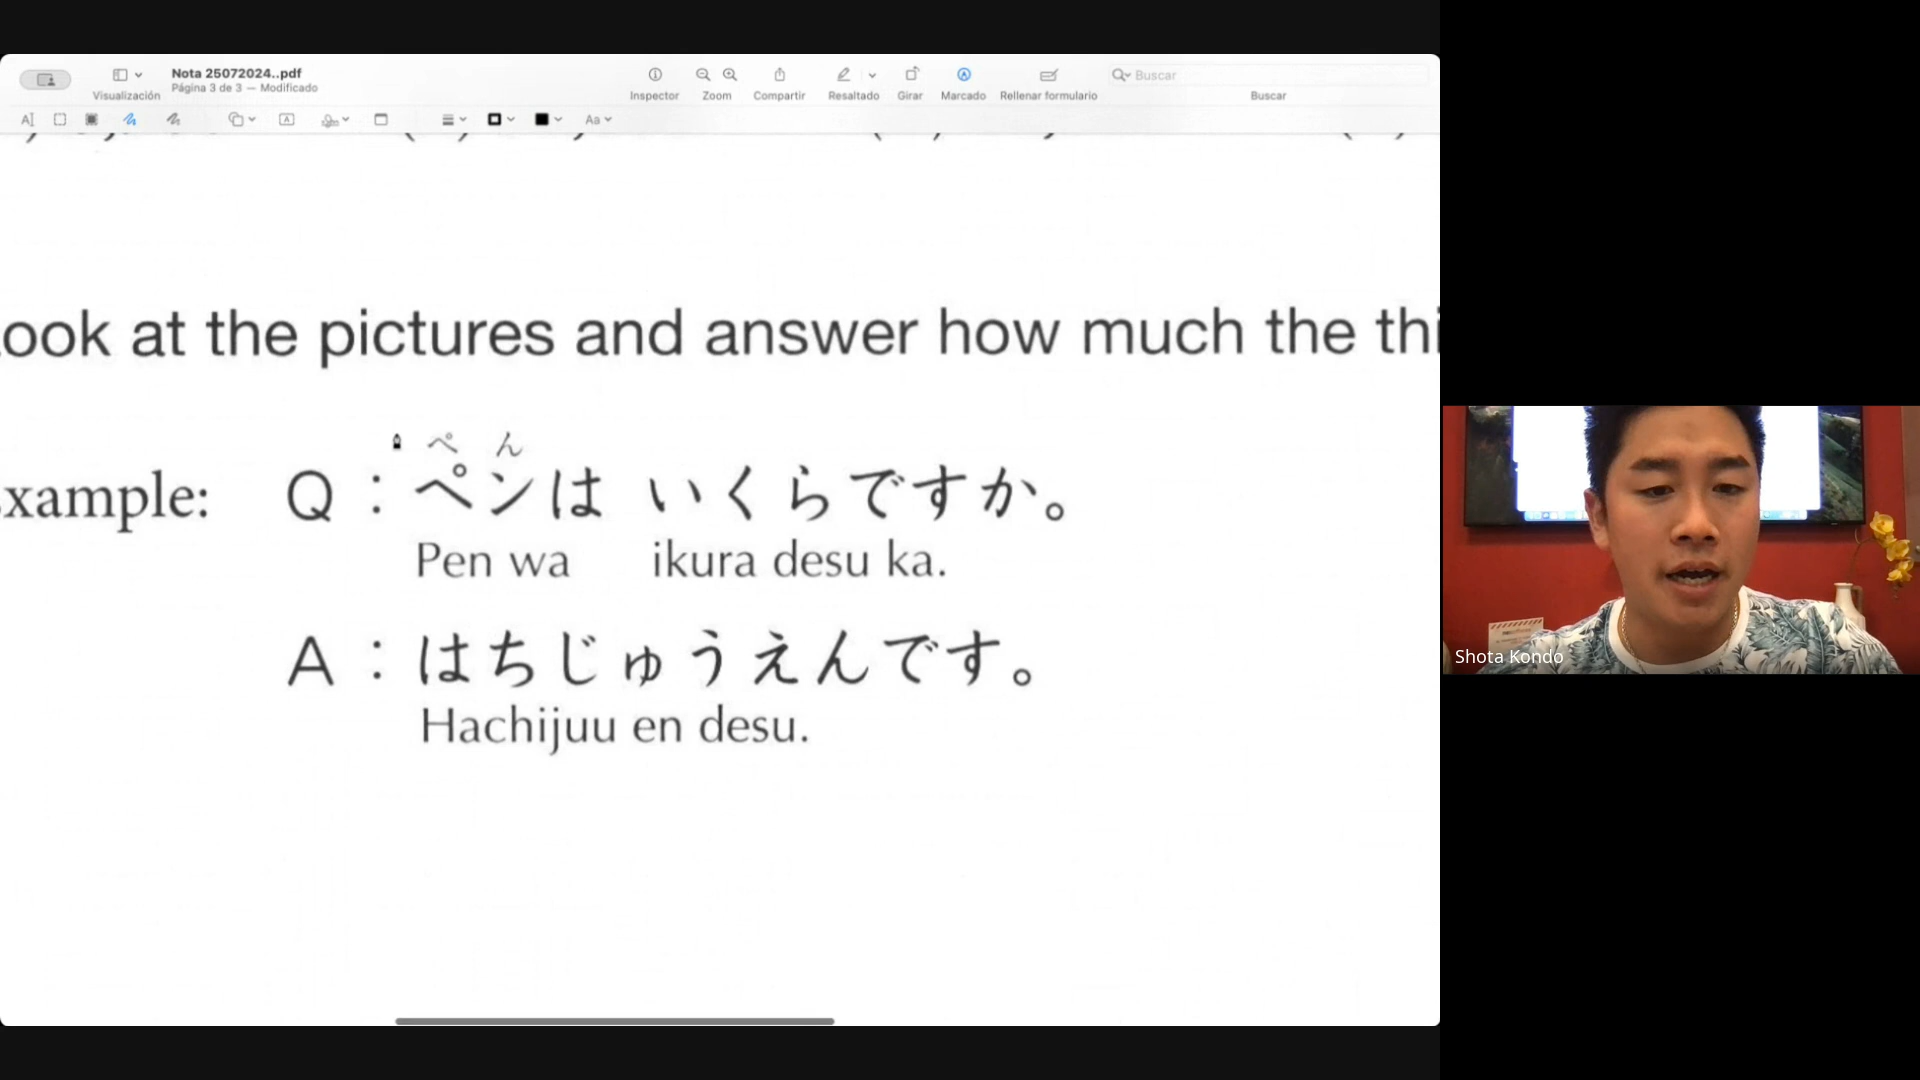 Nota 25072024..pdf
Página 3 de 3 — Modificado
Visualización
Inspector
Zoom
Compartir
Resaltado
Girar
Marcado
Rellenar formulario
Buscar
Buscar
Aa
ook at the pictures and answer how much the thi
xample:
ぺ ん
Q：ペンは いくらですか。
Pen wa ikura desu ka.
A：はちじゅうえんです。
Hachijuu en desu.
Shota Kondo